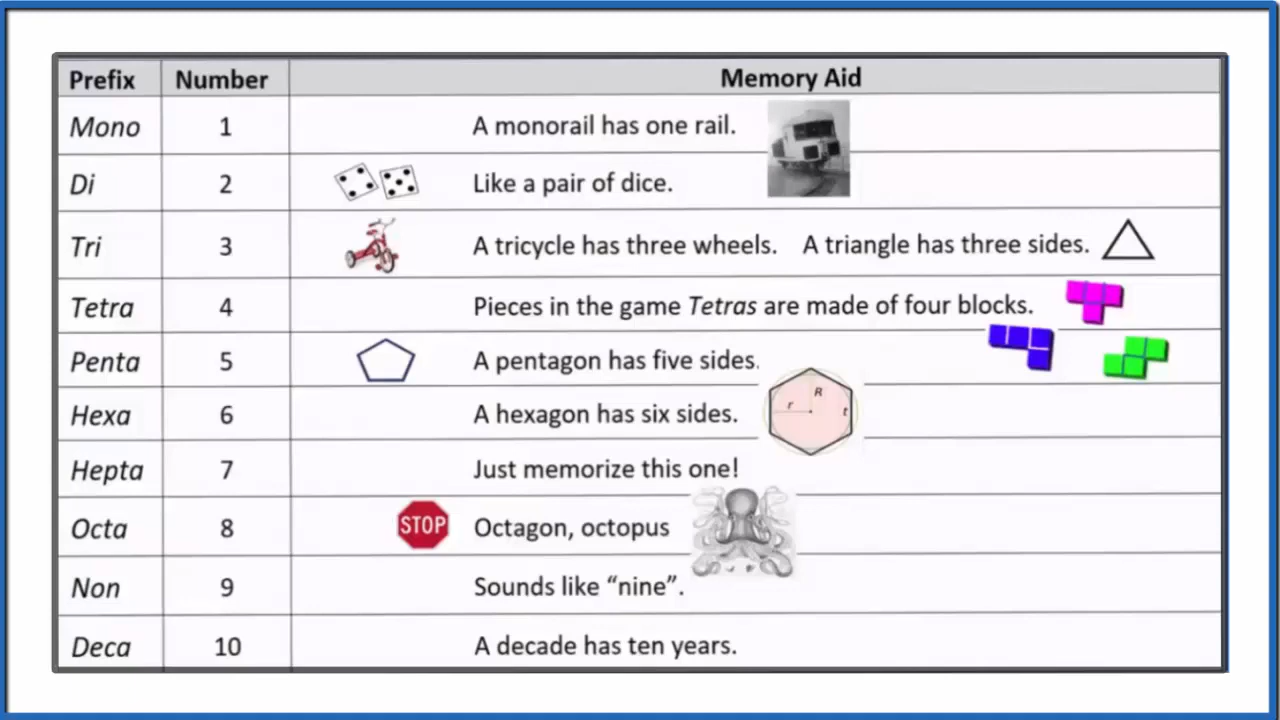 Prefix Number Memory Aid
Mono 1 A monorail has one rail.
Di 2 Like a pair of dice.
Tri 3 A tricycle has three wheels. A triangle has three sides.
Tetra 4 Pieces in the game Tetras are made of four blocks.
Penta 5 A pentagon has five sides.
Hexa 6 A hexagon has six sides. r R t
Hepta 7 Just memorize this one!
Octa 8 STOP Octagon, octopus
Non 9 Sounds like “nine”.
Deca 10 A decade has ten years.